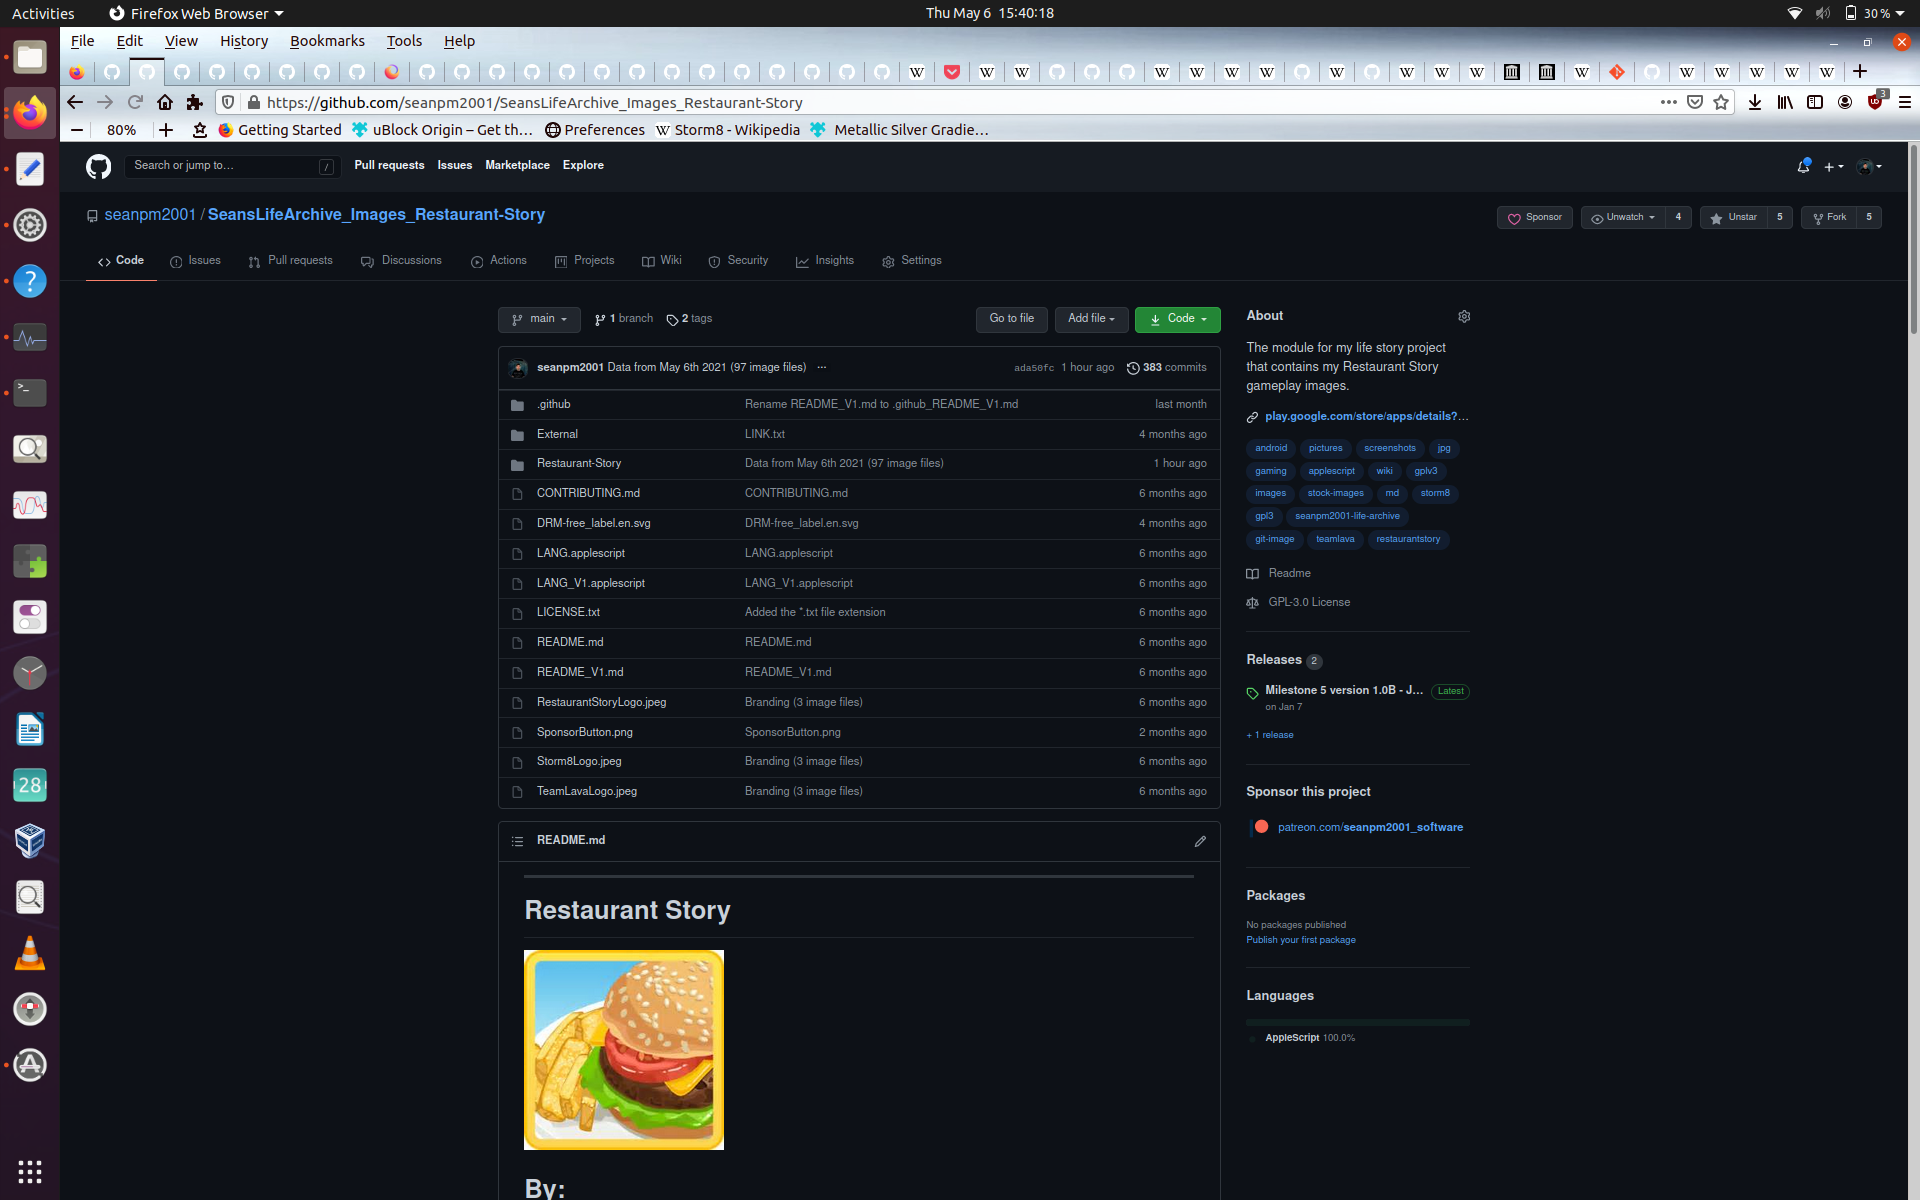 Activities Firefox Web Browser Thu May 6 15:40:18 30 %
File Edit View History Bookmarks Tools Help
https://github.com/seanpm2001/SeansLifeArchive_Images_Restaurant-Story 3
80% Getting Started uBlock Origin – Get th… Preferences Storm8 - Wikipedia Metallic Silver Gradie…
Search or jump to… / Pull requests Issues Marketplace Explore
seanpm2001 / SeansLifeArchive_Images_Restaurant-Story Sponsor Unwatch 4 Unstar 5 Fork 5
Code Issues Pull requests Discussions Actions Projects Wiki Security Insights Settings
main 1 branch 2 tags Go to file Add file Code
seanpm2001 Data from May 6th 2021 (97 image files) ... ada50fc 1 hour ago 383 commits
.github Rename README_V1.md to .github_README_V1.md last month
External LINK.txt 4 months ago
Restaurant-Story Data from May 6th 2021 (97 image files) 1 hour ago
CONTRIBUTING.md CONTRIBUTING.md 6 months ago
DRM-free_label.en.svg DRM-free_label.en.svg 4 months ago
LANG.applescript LANG.applescript 6 months ago
LANG_V1.applescript LANG_V1.applescript 6 months ago
LICENSE.txt Added the *.txt file extension 6 months ago
README.md README.md 6 months ago
README_V1.md README_V1.md 6 months ago
RestaurantStoryLogo.jpeg Branding (3 image files) 6 months ago
SponsorButton.png SponsorButton.png 2 months ago
Storm8Logo.jpeg Branding (3 image files) 6 months ago
TeamLavaLogo.jpeg Branding (3 image files) 6 months ago
README.md
Restaurant Story
By:
About
The module for my life story project
that contains my Restaurant Story
gameplay images.
play.google.com/store/apps/details?…
android pictures screenshots jpg
gaming applescript wiki gplv3
images stock-images md storm8
gpl3 seanpm2001-life-archive
git-image teamlava restaurantstory
Readme
GPL-3.0 License
Releases 2
Milestone 5 version 1.0B - J… Latest
on Jan 7
+ 1 release
Sponsor this project
patreon.com/seanpm2001_software
Packages
No packages published
Publish your first package
Languages
AppleScript 100.0%
28